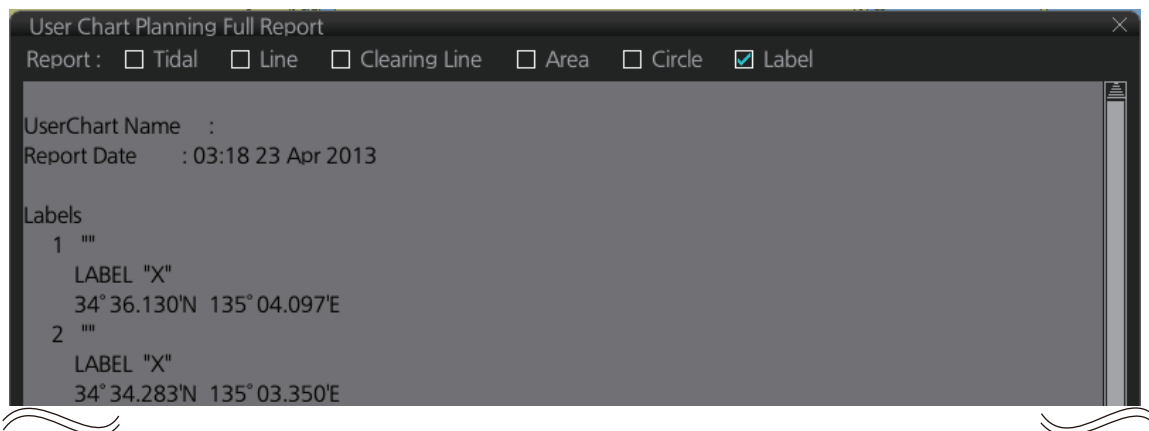 User Chart Planning Full Report
Report : Tidal Line Clearing Line Area Circle Label
UserChart Name :
Report Date : 03:18 23 Apr 2013
Labels
1 ""
LABEL "X"
34°36.130'N 135°04.097'E
2 ""
LABEL "X"
34°34.283'N 135°03.350'E